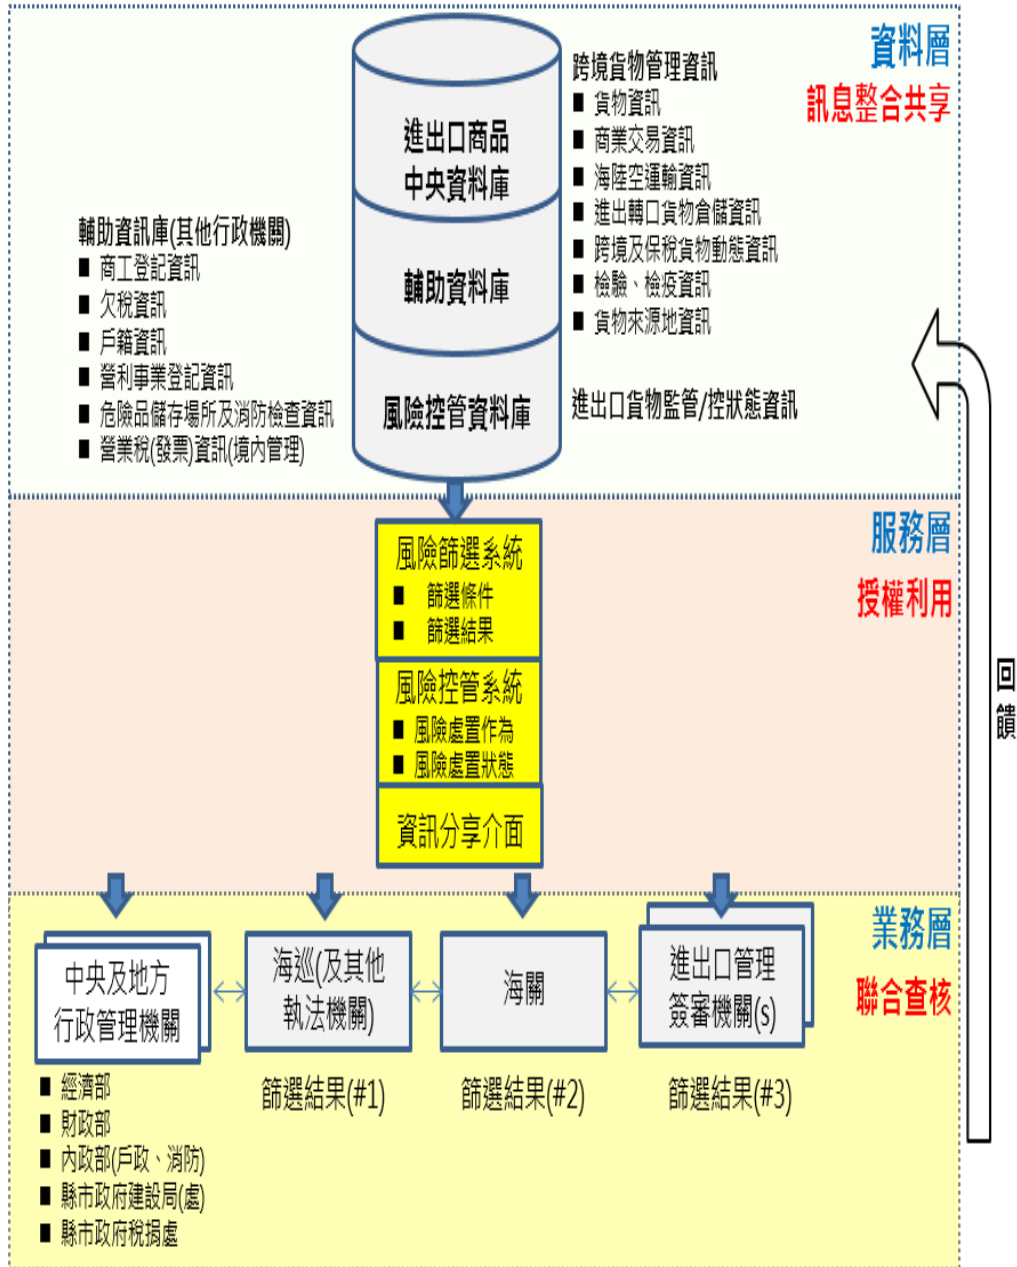 資料層
訊息整合共享
進出口商品
中央資料庫
輔助資料庫
風險控管資料庫
跨境貨物管理資訊
■ 貨物資訊
■ 商業交易資訊
■ 海陸空運輸資訊
■ 進出轉口貨物倉儲資訊
■ 跨境及保稅貨物動態資訊
■ 檢驗、檢疫資訊
■ 貨物來源地資訊
進出口貨物監管/控狀態資訊
輔助資訊庫(其他行政機關)
■ 商工登記資訊
■ 欠稅資訊
■ 戶籍資訊
■ 營利事業登記資訊
■ 危險品儲存場所及消防檢查資訊
■ 營業稅(發票)資訊(境內管理)
服務層
授權利用
風險篩選系統
■ 篩選條件
■ 篩選結果
風險控管系統
■ 風險處置作為
■ 風險處置狀態
資訊分享介面
回饋
業務層
聯合查核
中央及地方
行政管理機關
■ 經濟部
■ 財政部
■ 內政部(戶政、消防)
■ 縣市政府建設局(處)
■ 縣市政府稅捐處
海巡(及其他
執法機關)
篩選結果(#1)
海關
篩選結果(#2)
進出口管理
簽審機關(s)
篩選結果(#3)